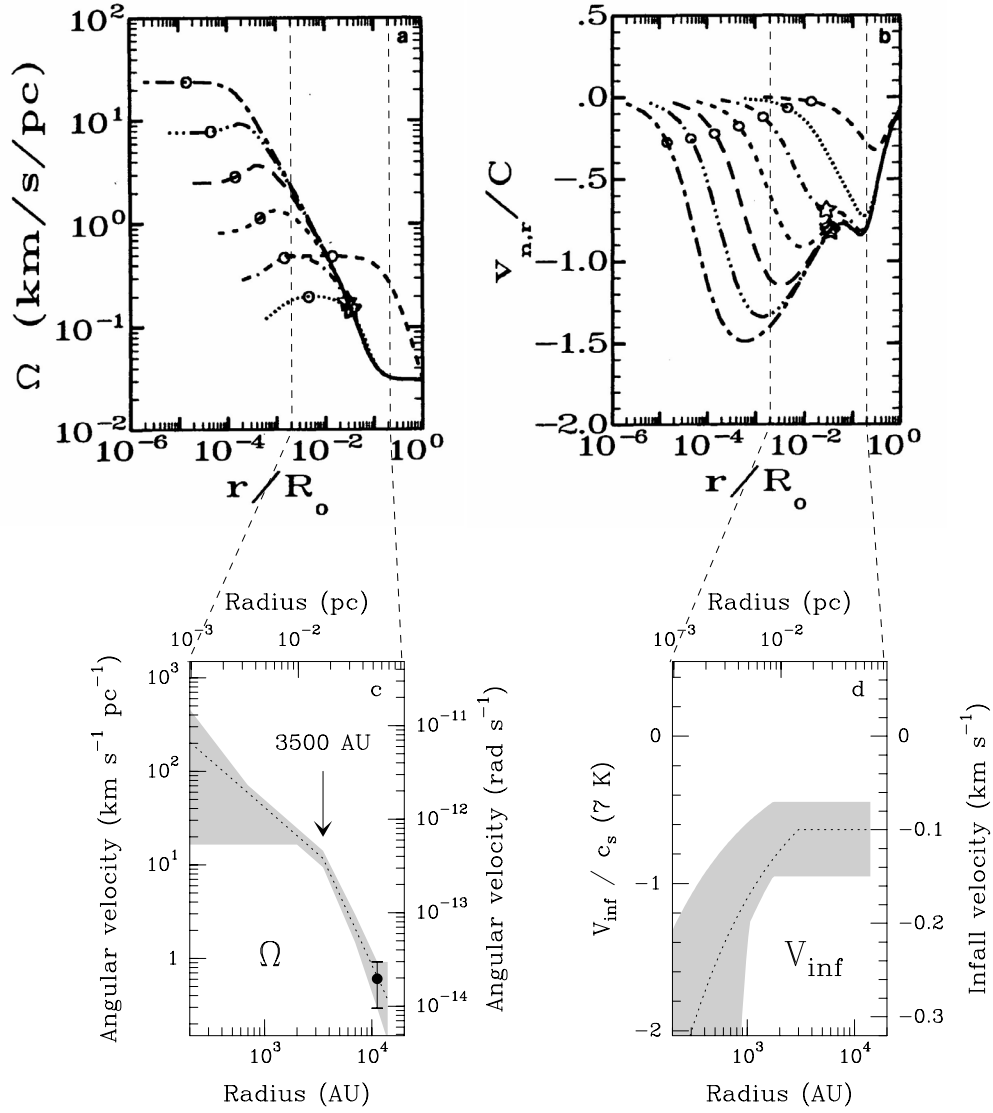 a
10^2
10^1
10^0
10^-1
10^-2
Ω (km/s/pc)
10^-6
10^-4
10^-2
10^0
r/R_o
b
.5
.0
-.5
-1.0
-1.5
-2.0
v_n,r/C
10^-6
10^-4
10^-2
10^0
r/R_o
Radius (pc)
10^-3
10^-2
c
10^3
10^2
10
1
Angular velocity (km s^-1 pc^-1)
3500 AU
Ω
10^-11
10^-12
10^-13
10^-14
Angular velocity (rad s^-1)
10^3
10^4
Radius (AU)
Radius (pc)
10^-3
10^-2
d
0
-1
-2
V_inf / c_s (7 K)
V_inf
0
-0.1
-0.2
-0.3
Infall velocity (km s^-1)
10^3
10^4
Radius (AU)